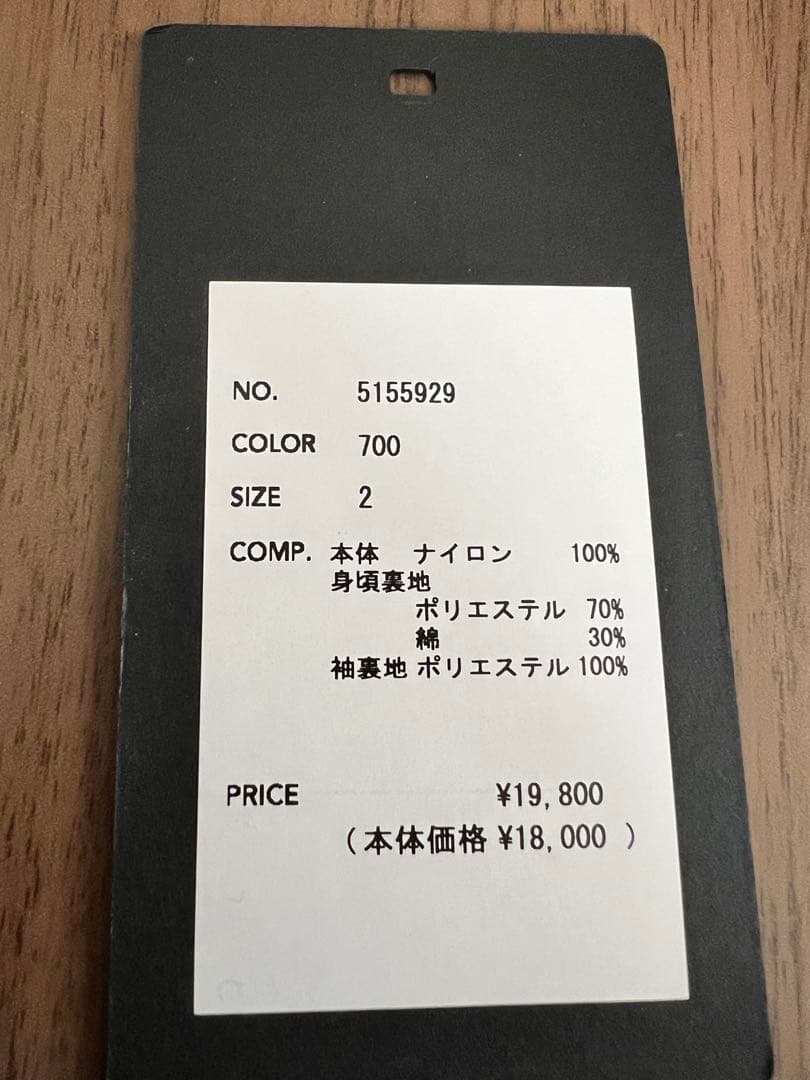 NO. 5155929
COLOR 700
SIZE 2
COMP. 本体 ナイロン 100%
身頃裏地
ポリエステル 70%
綿 30%
袖裏地 ポリエステル 100%
PRICE ¥19,800
(本体価格 ¥18,000 )